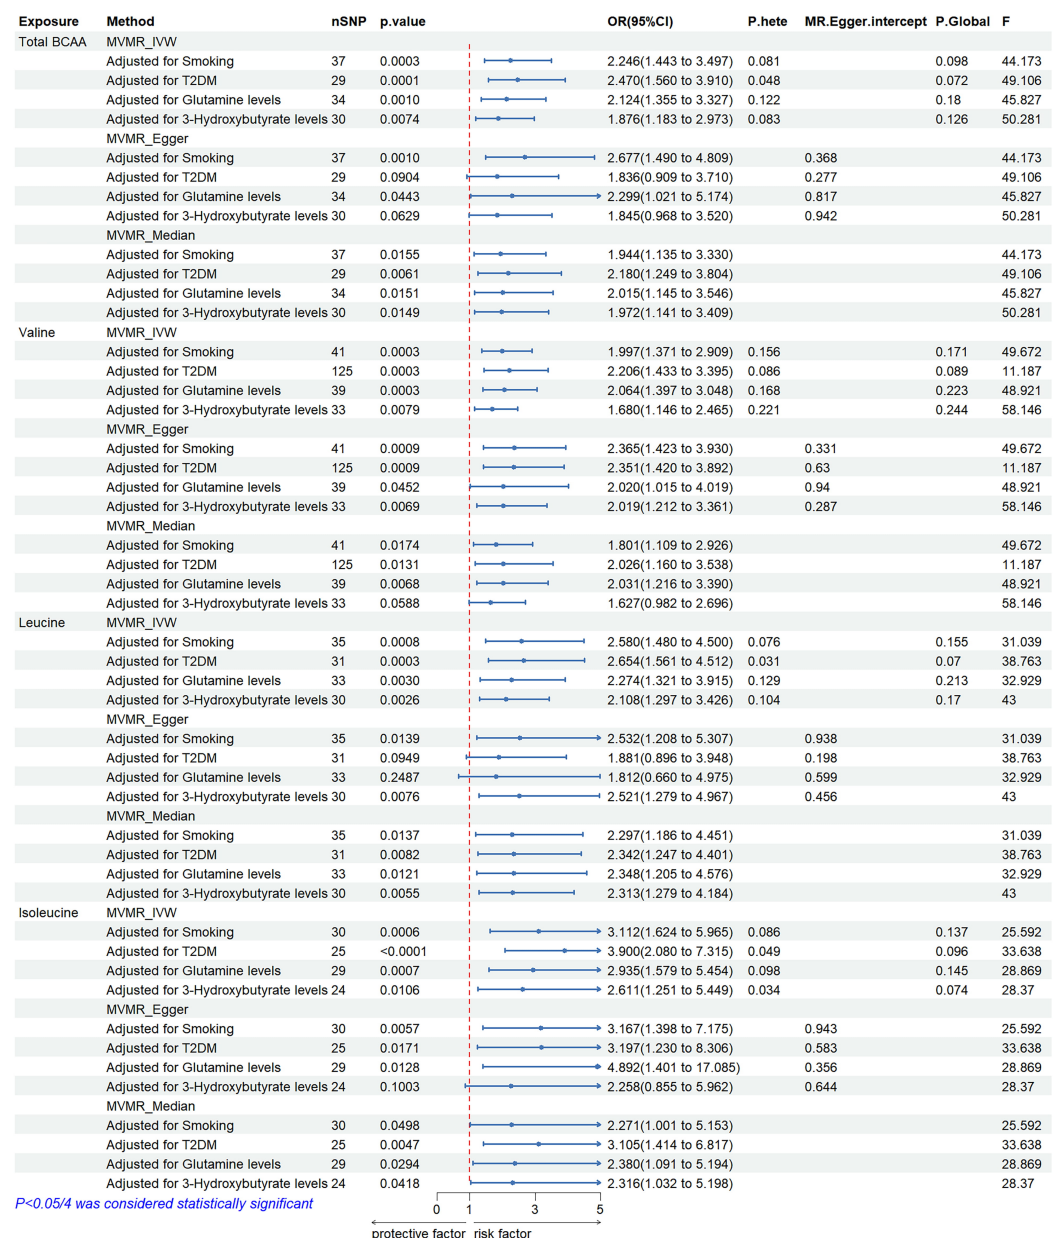 Exposure Method nSNP p.value OR(95%CI) P.hete MR.Egger.intercept P.Global F
Total BCAA MVMR_IVW
Adjusted for Smoking 37 0.0003 2.246(1.443 to 3.497) 0.081 0.098 44.173
Adjusted for T2DM 29 0.0001 2.470(1.560 to 3.910) 0.048 0.072 49.106
Adjusted for Glutamine levels 34 0.0010 2.124(1.355 to 3.327) 0.122 0.18 45.827
Adjusted for 3-Hydroxybutyrate levels 30 0.0074 1.876(1.183 to 2.973) 0.083 0.126 50.281
MVMR_Egger
Adjusted for Smoking 37 0.0010 2.677(1.490 to 4.809) 0.368 44.173
Adjusted for T2DM 29 0.0904 1.836(0.909 to 3.710) 0.277 49.106
Adjusted for Glutamine levels 34 0.0443 2.299(1.021 to 5.174) 0.817 45.827
Adjusted for 3-Hydroxybutyrate levels 30 0.0629 1.845(0.968 to 3.520) 0.942 50.281
MVMR_Median
Adjusted for Smoking 37 0.0155 1.944(1.135 to 3.330) 44.173
Adjusted for T2DM 29 0.0061 2.180(1.249 to 3.804) 49.106
Adjusted for Glutamine levels 34 0.0151 2.015(1.145 to 3.546) 45.827
Adjusted for 3-Hydroxybutyrate levels 30 0.0149 1.972(1.141 to 3.409) 50.281
Valine MVMR_IVW
Adjusted for Smoking 41 0.0003 1.997(1.371 to 2.909) 0.156 0.171 49.672
Adjusted for T2DM 125 0.0003 2.206(1.433 to 3.395) 0.086 0.089 11.187
Adjusted for Glutamine levels 39 0.0003 2.064(1.397 to 3.048) 0.168 0.223 48.921
Adjusted for 3-Hydroxybutyrate levels 33 0.0079 1.680(1.146 to 2.465) 0.221 0.244 58.146
MVMR_Egger
Adjusted for Smoking 41 0.0009 2.365(1.423 to 3.930) 0.331 49.672
Adjusted for T2DM 125 0.0009 2.351(1.420 to 3.892) 0.63 11.187
Adjusted for Glutamine levels 39 0.0452 2.020(1.015 to 4.019) 0.94 48.921
Adjusted for 3-Hydroxybutyrate levels 33 0.0069 2.019(1.212 to 3.361) 0.287 58.146
MVMR_Median
Adjusted for Smoking 41 0.0174 1.801(1.109 to 2.926) 49.672
Adjusted for T2DM 125 0.0131 2.026(1.160 to 3.538) 11.187
Adjusted for Glutamine levels 39 0.0068 2.031(1.216 to 3.390) 48.921
Adjusted for 3-Hydroxybutyrate levels 33 0.0588 1.627(0.982 to 2.696) 58.146
Leucine MVMR_IVW
Adjusted for Smoking 35 0.0008 2.580(1.480 to 4.500) 0.076 0.155 31.039
Adjusted for T2DM 31 0.0003 2.654(1.561 to 4.512) 0.031 0.07 38.763
Adjusted for Glutamine levels 33 0.0030 2.274(1.321 to 3.915) 0.129 0.213 32.929
Adjusted for 3-Hydroxybutyrate levels 30 0.0026 2.108(1.297 to 3.426) 0.104 0.17 43
MVMR_Egger
Adjusted for Smoking 35 0.0139 2.532(1.208 to 5.307) 0.938 31.039
Adjusted for T2DM 31 0.0949 1.881(0.896 to 3.948) 0.198 38.763
Adjusted for Glutamine levels 33 0.2487 1.812(0.660 to 4.975) 0.599 32.929
Adjusted for 3-Hydroxybutyrate levels 30 0.0076 2.521(1.279 to 4.967) 0.456 43
MVMR_Median
Adjusted for Smoking 35 0.0137 2.297(1.186 to 4.451) 31.039
Adjusted for T2DM 31 0.0082 2.342(1.247 to 4.401) 38.763
Adjusted for Glutamine levels 33 0.0121 2.348(1.205 to 4.576) 32.929
Adjusted for 3-Hydroxybutyrate levels 30 0.0055 2.313(1.279 to 4.184) 43
Isoleucine MVMR_IVW
Adjusted for Smoking 30 0.0006 3.112(1.624 to 5.965) 0.086 0.137 25.592
Adjusted for T2DM 25 <0.0001 3.900(2.080 to 7.315) 0.049 0.096 33.638
Adjusted for Glutamine levels 29 0.0007 2.935(1.579 to 5.454) 0.098 0.145 28.869
Adjusted for 3-Hydroxybutyrate levels 24 0.0106 2.611(1.251 to 5.449) 0.034 0.074 28.37
MVMR_Egger
Adjusted for Smoking 30 0.0057 3.167(1.398 to 7.175) 0.943 25.592
Adjusted for T2DM 25 0.0171 3.197(1.230 to 8.306) 0.583 33.638
Adjusted for Glutamine levels 29 0.0128 4.892(1.401 to 17.085) 0.356 28.869
Adjusted for 3-Hydroxybutyrate levels 24 0.1003 2.258(0.855 to 5.962) 0.644 28.37
MVMR_Median
Adjusted for Smoking 30 0.0498 2.271(1.001 to 5.153) 25.592
Adjusted for T2DM 25 0.0047 3.105(1.414 to 6.817) 33.638
Adjusted for Glutamine levels 29 0.0294 2.380(1.091 to 5.194) 28.869
Adjusted for 3-Hydroxybutyrate levels 24 0.0418 2.316(1.032 to 5.198) 28.37
P<0.05/4 was considered statistically significant
0 1 3 5
protective factor risk factor